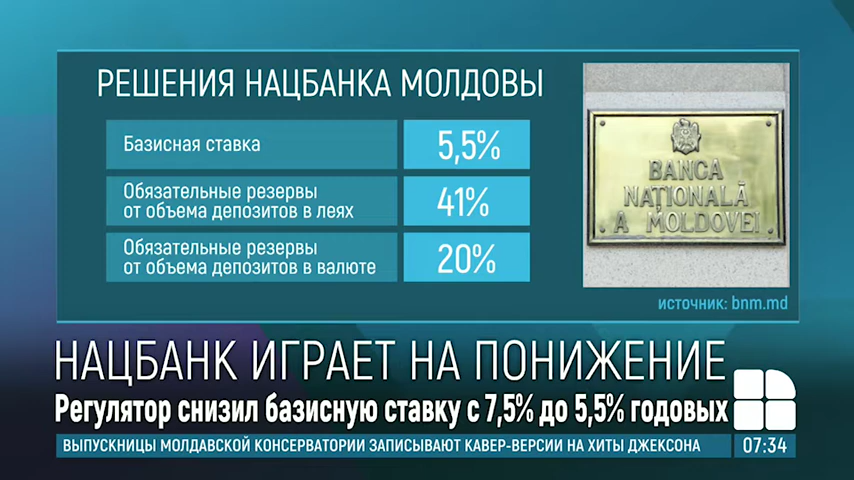 РЕШЕНИЯ НАЦБАНКА МОЛДОВЫ
Базисная ставка
5,5%
Обязательные резервы
от объема депозитов в леях
41%
Обязательные резервы
от объема депозитов в валюте
20%
BANCA
NAŢIONALĂ
A MOLDOVEI
источник: bnm.md
НАЦБАНК ИГРАЕТ НА ПОНИЖЕНИЕ
Регулятор снизил базисную ставку с 7,5% до 5,5% годовых
ВЫПУСКНИЦЫ МОЛДАВСКОЙ КОНСЕРВАТОРИИ ЗАПИСЫВАЮТ КАВЕР-ВЕРСИИ НА ХИТЫ ДЖЕКСОНА
07:34